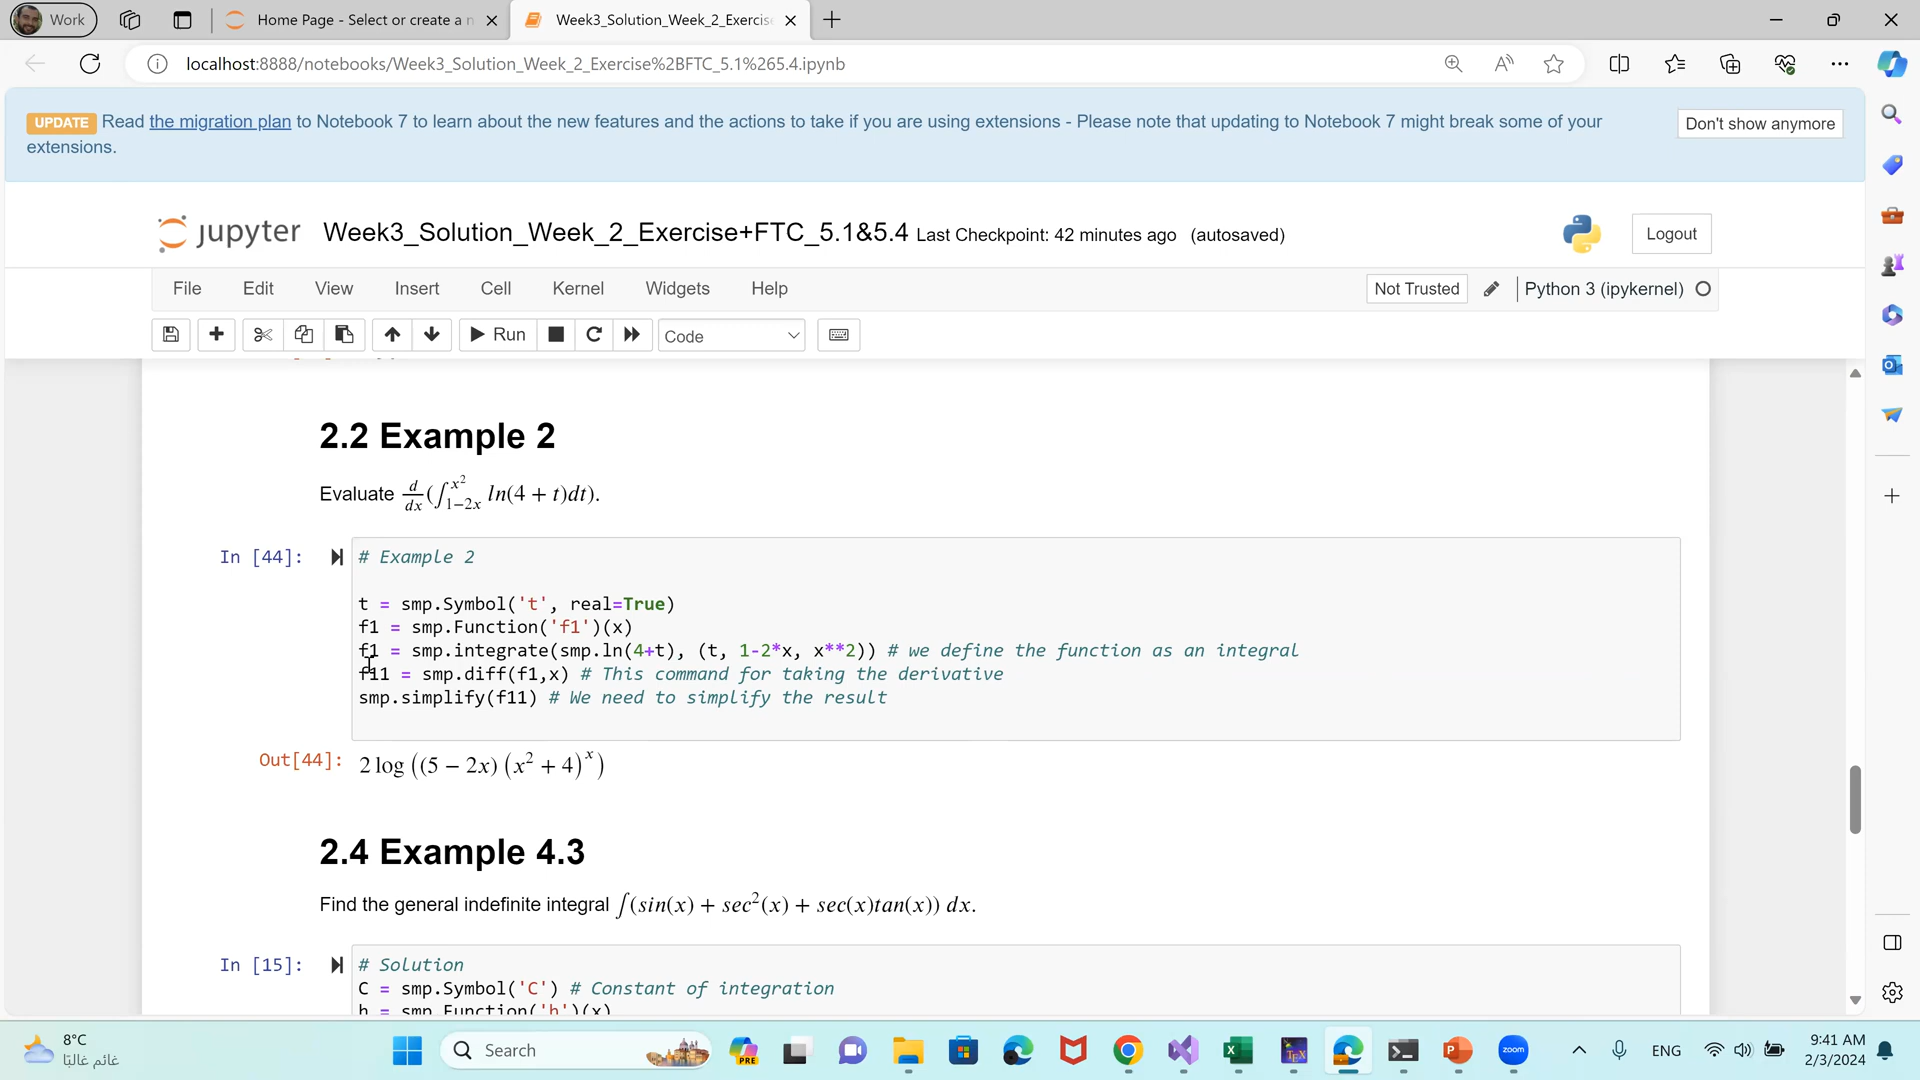 Work
Home Page - Select or create a n
Week3_Solution_Week_2_Exercis
localhost:8888/notebooks/Week3_Solution_Week_2_Exercise%2BFTC_5.1%265.4.ipynb
UPDATE Read the migration plan to Notebook 7 to learn about the new features and the actions to take if you are using extensions - Please note that updating to Notebook 7 might break some of your
extensions.
Don't show anymore
jupyter Week3_Solution_Week_2_Exercise+FTC_5.1&5.4 Last Checkpoint: 42 minutes ago (autosaved)
Logout
File Edit View Insert Cell Kernel Widgets Help
Not Trusted
Python 3 (ipykernel)
Run
Code
2.2 Example 2
Evaluate d/dx(∫_{1−2x}^{x^2} ln(4 + t)dt).
In [44]:
# Example 2
t = smp.Symbol('t', real=True)
f1 = smp.Function('f1')(x)
f1 = smp.integrate(smp.ln(4+t), (t, 1-2*x, x**2)) # we define the function as an integral
f11 = smp.diff(f1,x) # This command for taking the derivative
smp.simplify(f11) # We need to simplify the result
Out[44]: 2 log ((5 − 2x) (x^2 + 4)^x)
2.4 Example 4.3
Find the general indefinite integral ∫(sin(x) + sec^2(x) + sec(x)tan(x)) dx.
In [15]:
# Solution
C = smp.Symbol('C') # Constant of integration
h = smp.Function('h')(x)
8°C
غائم غالبًا
Search
PRE
TEX
zoom
ENG
9:41 AM
2/3/2024